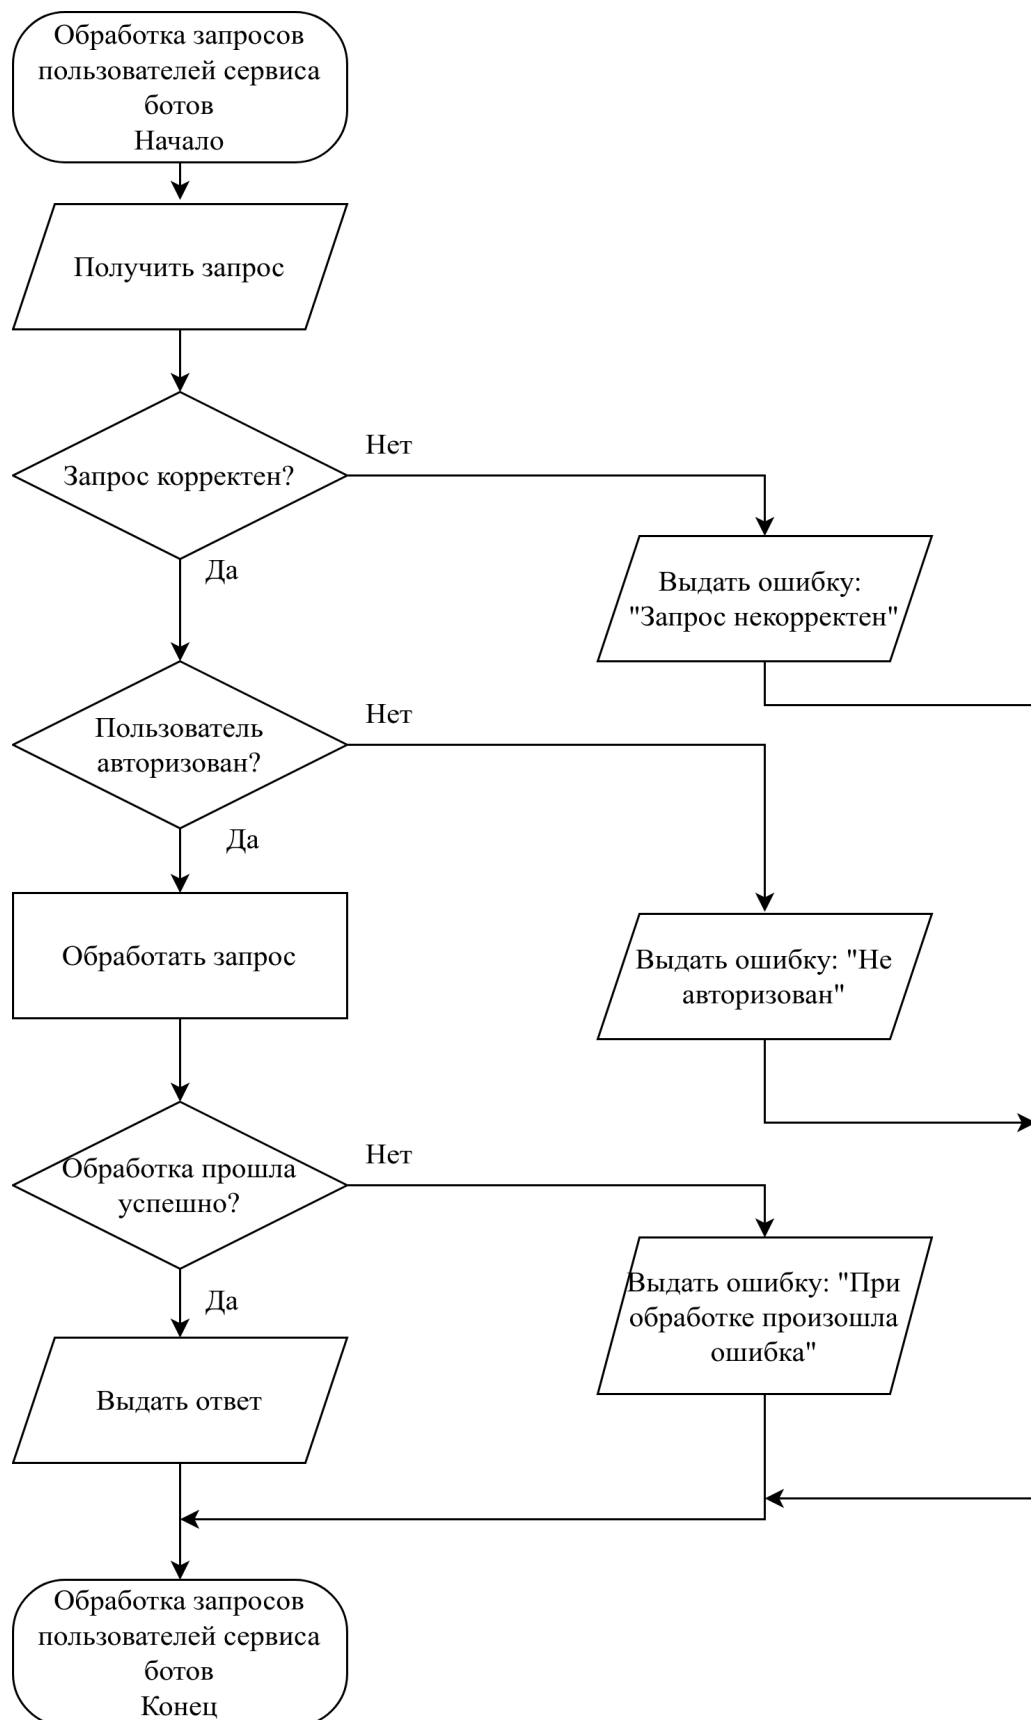 Обработка запросов
пользователей сервиса
ботов
Начало
Получить запрос
Нет
Запрос корректен?
Да
Выдать ошибку:
"Запрос некорректен"
Нет
Пользователь
авторизован?
Да
Обработать запрос
Выдать ошибку: "Не
авторизован"
Нет
Обработка прошла
успешно?
Да
Выдать ошибку: "При
обработке произошла
ошибка"
Выдать ответ
Обработка запросов
пользователей сервиса
ботов
Конец